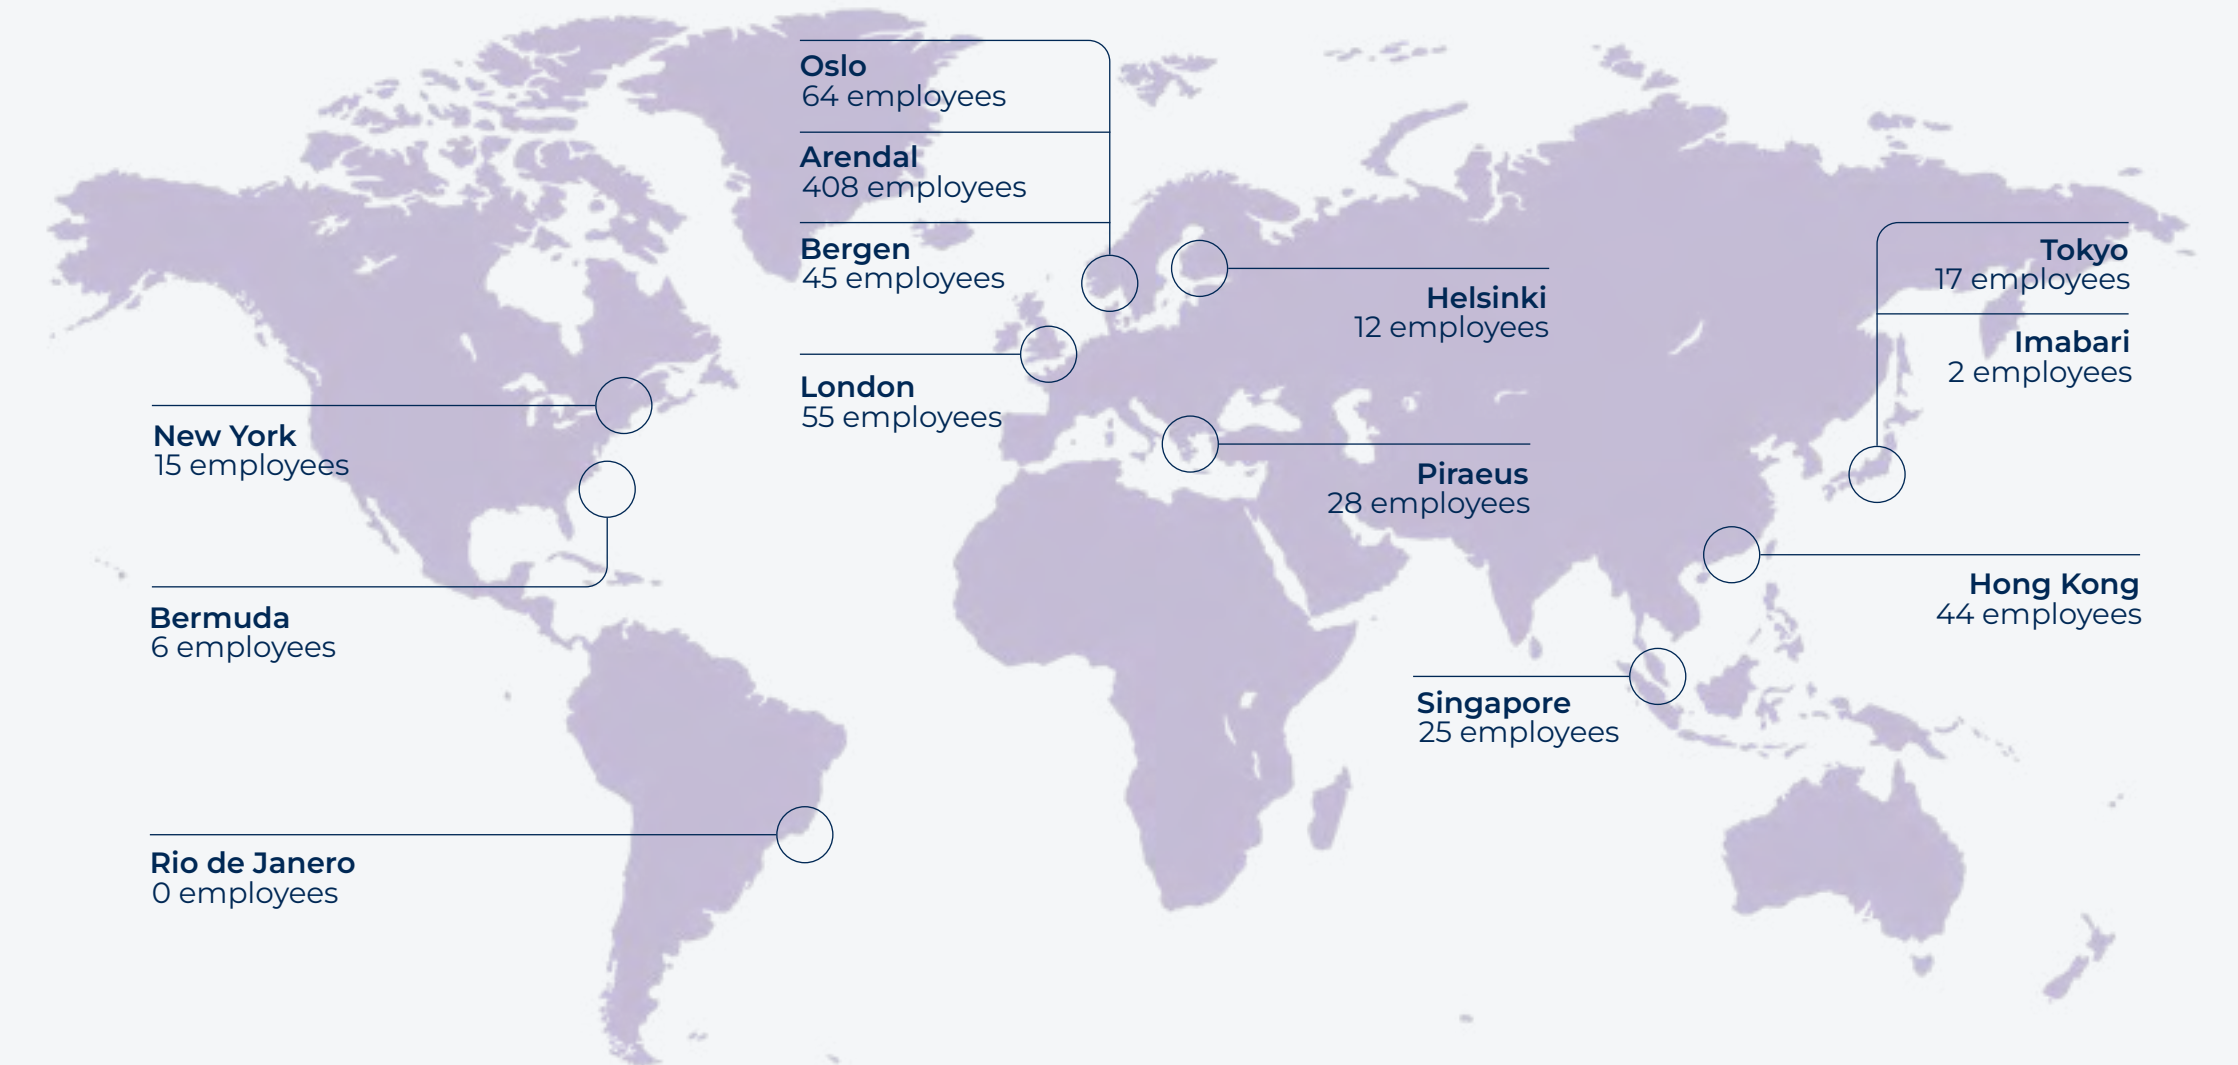 Oslo
64 employees
Arendal
408 employees
Bergen
45 employees
London
55 employees
Helsinki
12 employees
Piraeus
28 employees
Tokyo
17 employees
Imabari
2 employees
New York
15 employees
Bermuda
6 employees
Rio de Janero
0 employees
Hong Kong
44 employees
Singapore
25 employees